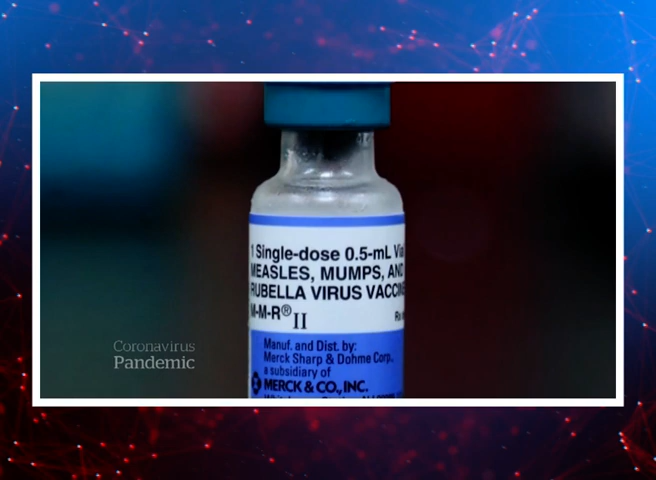 1 Single-dose 0.5-mL
MEASLES, MUMPS, AND
RUBELLA VIRUS VACCINE
M-M-R® II
Manuf. and Dist. by:
Merck Sharp & Dohme Corp.,
a subsidiary of
MERCK & CO., INC.
Coronavirus
Pandemic